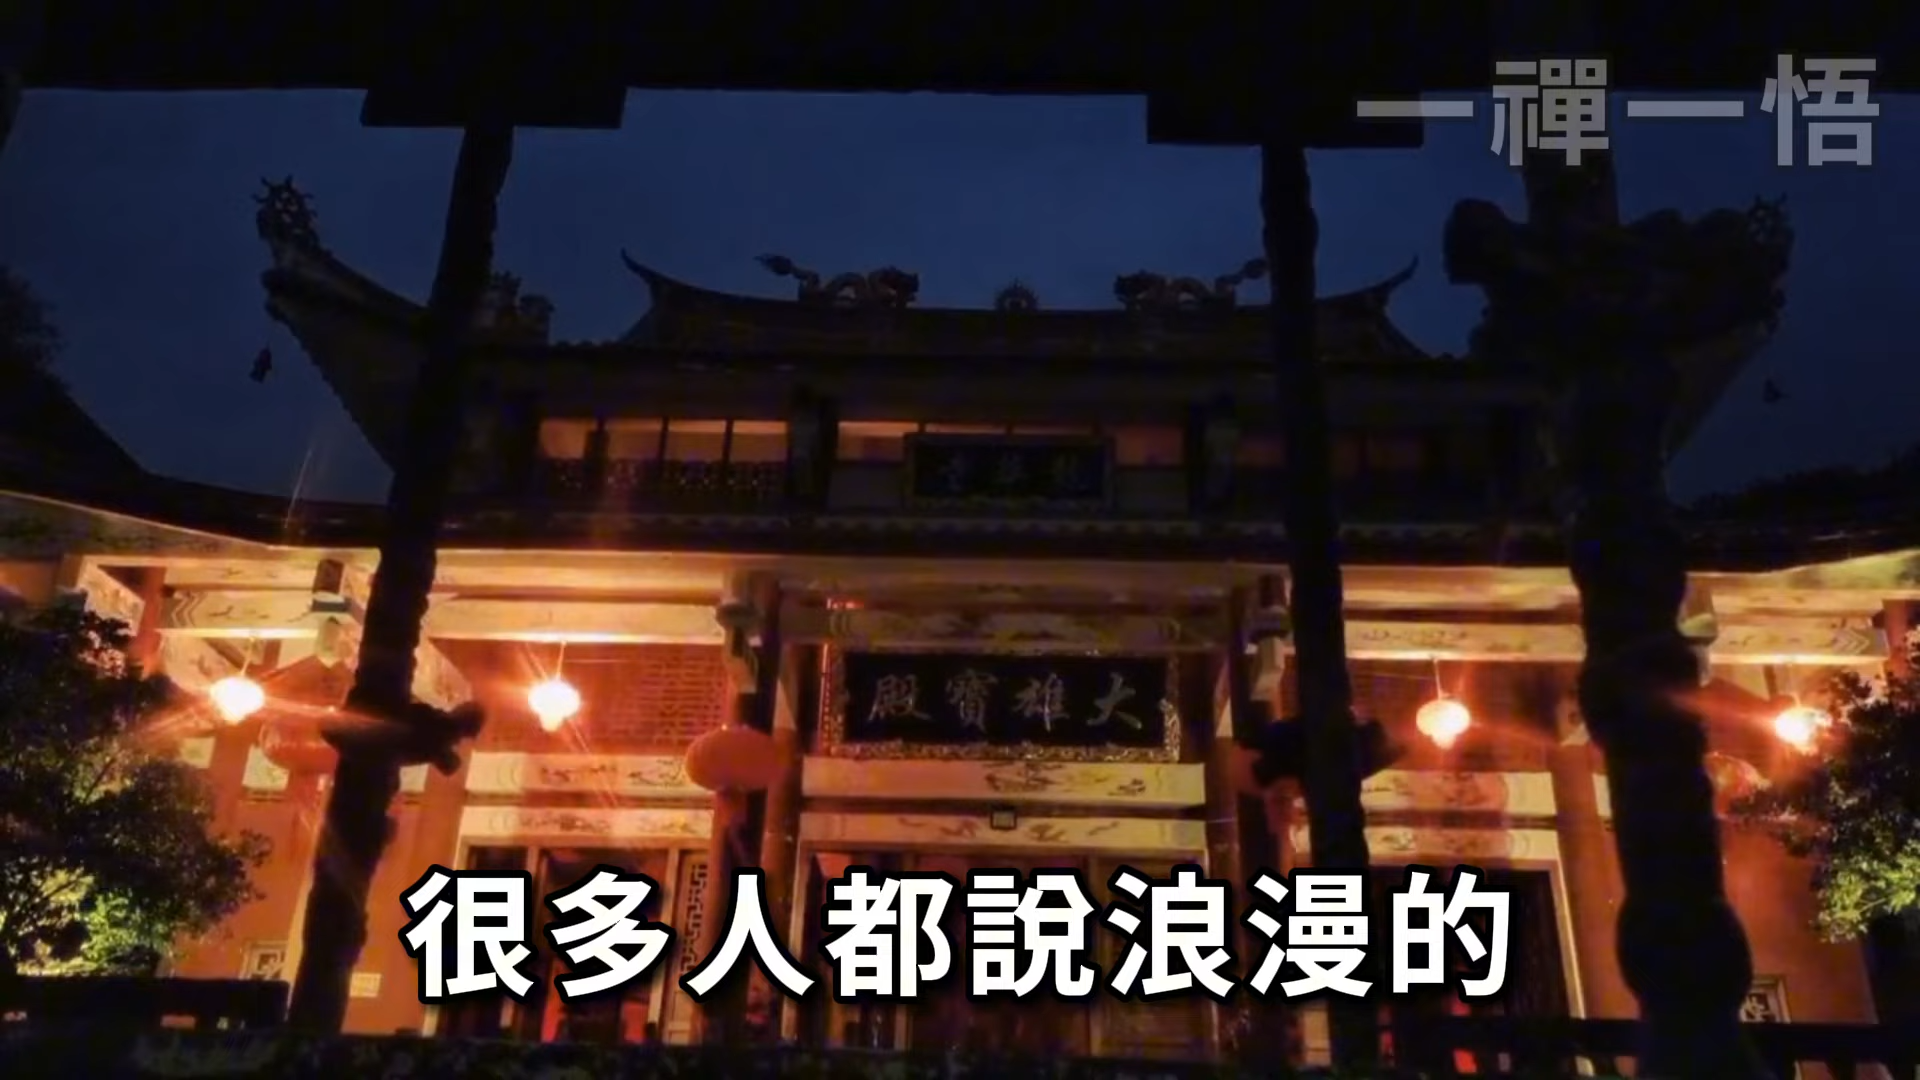 一禪一悟
大雄寶殿
很多人都說浪漫的